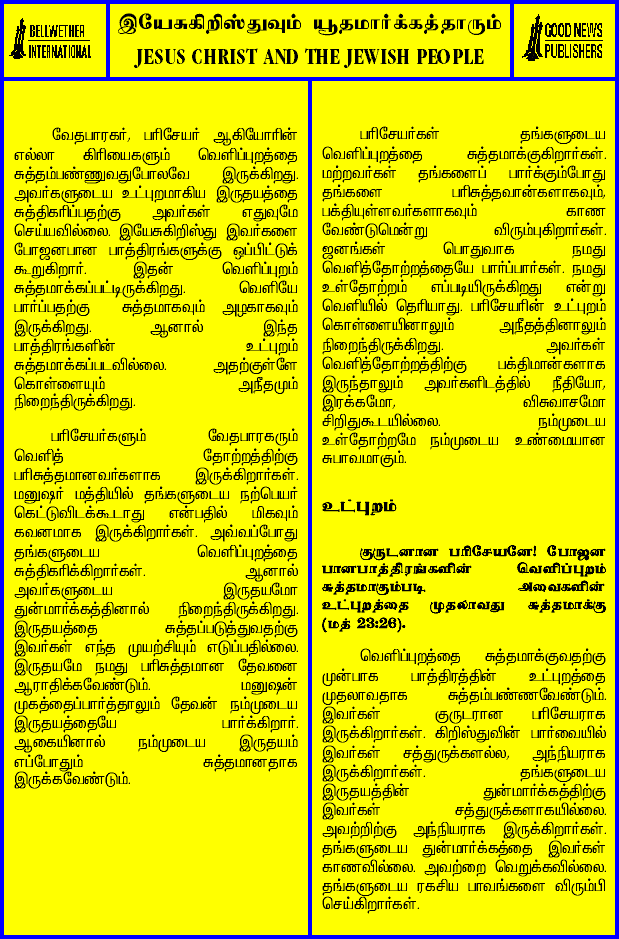 BELLWETHER
INTERNATIONAL
இயேசுகிறிஸ்துவும் யூதமார்க்கத்தாரும்
JESUS CHRIST AND THE JEWISH PEOPLE
GOOD NEWS
PUBLISHERS
வேதபாரகர், பரிசேயர் ஆகியோரின்
எல்லா கிரியைகளும் வெளிப்புறத்தை
சுத்தம்பண்ணுவதுபோலவே இருக்கிறது.
அவர்களுடைய உட்புறமாகிய இருதயத்தை
சுத்திகரிப்பதற்கு அவர்கள் எதுவுமே
செய்யவில்லை. இயேசுகிறிஸ்து இவர்களை
போஜனபான பாத்திரங்களுக்கு ஒப்பிட்டுக்
கூறுகிறார். இதன் வெளிப்புறம்
சுத்தமாக்கப்பட்டிருக்கிறது. வெளியே
பார்ப்பதற்கு சுத்தமாகவும் அழகாகவும்
இருக்கிறது. ஆனால் இந்த
பாத்திரங்களின் உட்புறம்
சுத்தமாக்கப்படவில்லை. அதற்குள்ளே
கொள்ளையும் அநீதமும்
நிறைந்திருக்கிறது.
பரிசேயர்களும் வேதபாரகரும்
வெளித் தோற்றத்திற்கு
பரிசுத்தமானவர்களாக இருக்கிறார்கள்.
மனுஷர் மத்தியில் தங்களுடைய நற்பெயர்
கெட்டுவிடக்கூடாது என்பதில் மிகவும்
கவனமாக இருக்கிறார்கள். அவ்வப்போது
தங்களுடைய வெளிப்புறத்தை
சுத்திகரிக்கிறார்கள். ஆனால்
அவர்களுடைய இருதயமோ
துன்மார்க்கத்தினால் நிறைந்திருக்கிறது.
இருதயத்தை சுத்தப்படுத்துவதற்கு
இவர்கள் எந்த முயற்சியும் எடுப்பதில்லை.
இருதயமே நமது பரிசுத்தமான தேவனை
ஆராதிக்கவேண்டும். மனுஷன்
முகத்தைப்பார்த்தாலும் தேவன் நம்முடைய
இருதயத்தையே பார்க்கிறார்.
ஆகையினால் நம்முடைய இருதயம்
எப்போதும் சுத்தமானதாக
இருக்கவேண்டும்.
பரிசேயர்கள் தங்களுடைய
வெளிப்புறத்தை சுத்தமாக்குகிறார்கள்.
மற்றவர்கள் தங்களைப் பார்க்கும்போது
தங்களை பரிசுத்தவான்களாகவும்,
பக்தியுள்ளவர்களாகவும் காண
வேண்டுமென்று விரும்புகிறார்கள்.
ஜனங்கள் பொதுவாக நமது
வெளித்தோற்றத்தையே பார்ப்பார்கள். நமது
உள்தோற்றம் எப்படியிருக்கிறது என்று
வெளியில் தெரியாது. பரிசேயரின் உட்புறம்
கொள்ளையினாலும் அநீதத்தினாலும்
நிறைந்திருக்கிறது. அவர்கள்
வெளித்தோற்றத்திற்கு பக்திமான்களாக
இருந்தாலும் அவர்களிடத்தில் நீதியோ,
இரக்கமோ, விசுவாசமோ
சிறிதுகூடயில்லை. நம்முடைய
உள்தோற்றமே நம்முடைய உண்மையான
சுபாவமாகும்.
உட்புறம்
குருடனான பரிசேயனே! போஜன
பானபாத்திரங்களின் வெளிப்புறம்
சுத்தமாகும்படி, அவைகளின்
உட்புறத்தை முதலாவது சுத்தமாக்கு
(மத் 23:26).
வெளிப்புறத்தை சுத்தமாக்குவதற்கு
முன்பாக பாத்திரத்தின் உட்புறத்தை
முதலாவதாக சுத்தம்பண்ணவேண்டும்.
இவர்கள் குருடரான பரிசேயராக
இருக்கிறார்கள். கிறிஸ்துவின் பார்வையில்
இவர்கள் சத்துருக்களல்ல, அந்நியராக
இருக்கிறார்கள். தங்களுடைய
இருதயத்தின் துன்மார்க்கத்திற்கு
இவர்கள் சத்துருக்களாகயில்லை.
அவற்றிற்கு அந்நியராக இருக்கிறார்கள்.
தங்களுடைய துன்மார்க்கத்தை இவர்கள்
காணவில்லை. அவற்றை வெறுக்கவில்லை.
தங்களுடைய ரகசிய பாவங்களை விரும்பி
செய்கிறார்கள்.